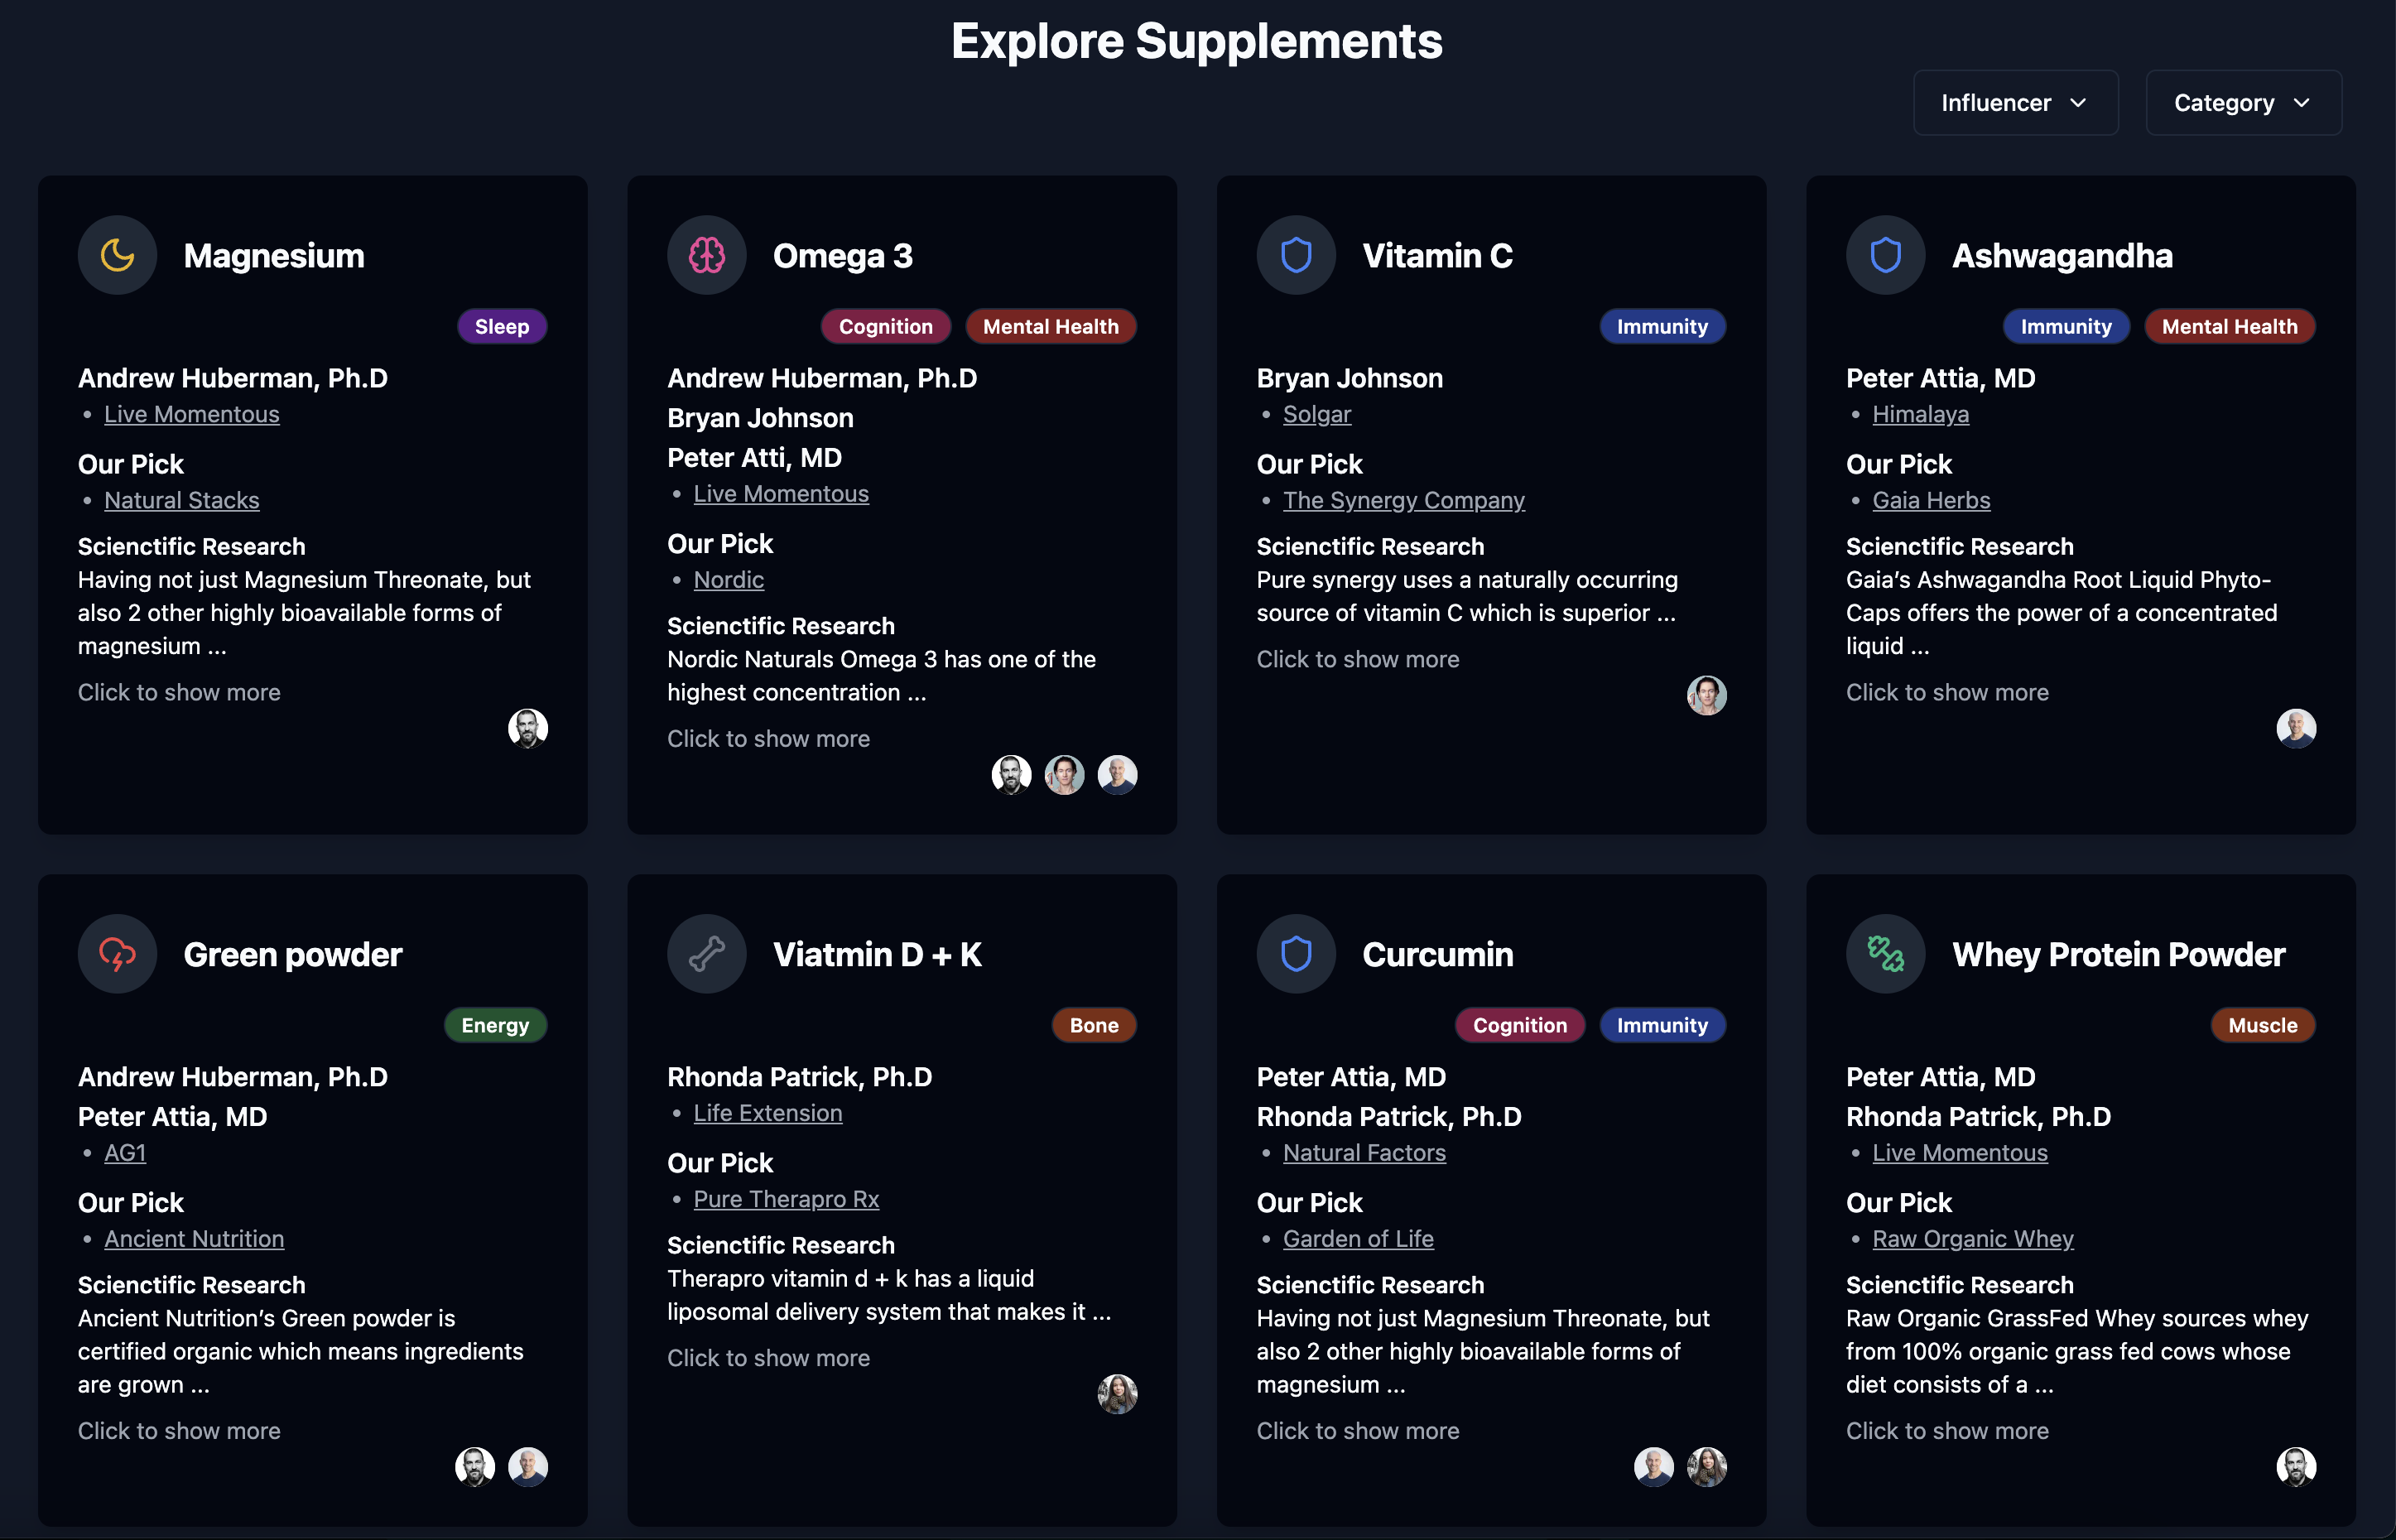 Explore Supplements
Influencer
Category
Magnesium
Sleep
Andrew Huberman, Ph.D
• Live Momentous
Our Pick
• Natural Stacks
Scienctific Research
Having not just Magnesium Threonate, but
also 2 other highly bioavailable forms of
magnesium ...
Click to show more
Omega 3
Cognition
Mental Health
Andrew Huberman, Ph.D
Bryan Johnson
Peter Atti, MD
• Live Momentous
Our Pick
• Nordic
Scienctific Research
Nordic Naturals Omega 3 has one of the
highest concentration ...
Click to show more
Vitamin C
Immunity
Bryan Johnson
• Solgar
Our Pick
• The Synergy Company
Scienctific Research
Pure synergy uses a naturally occurring
source of vitamin C which is superior ...
Click to show more
Ashwagandha
Immunity
Mental Health
Peter Attia, MD
• Himalaya
Our Pick
• Gaia Herbs
Scienctific Research
Gaia’s Ashwagandha Root Liquid Phyto-
Caps offers the power of a concentrated
liquid ...
Click to show more
Green powder
Energy
Andrew Huberman, Ph.D
Peter Attia, MD
• AG1
Our Pick
• Ancient Nutrition
Scienctific Research
Ancient Nutrition’s Green powder is
certified organic which means ingredients
are grown ...
Click to show more
Viatmin D + K
Bone
Rhonda Patrick, Ph.D
• Life Extension
Our Pick
• Pure Therapro Rx
Scienctific Research
Therapro vitamin d + k has a liquid
liposomal delivery system that makes it ...
Click to show more
Curcumin
Cognition
Immunity
Peter Attia, MD
Rhonda Patrick, Ph.D
• Natural Factors
Our Pick
• Garden of Life
Scienctific Research
Having not just Magnesium Threonate, but
also 2 other highly bioavailable forms of
magnesium ...
Click to show more
Whey Protein Powder
Muscle
Peter Attia, MD
Rhonda Patrick, Ph.D
• Live Momentous
Our Pick
• Raw Organic Whey
Scienctific Research
Raw Organic GrassFed Whey sources whey
from 100% organic grass fed cows whose
diet consists of a ...
Click to show more